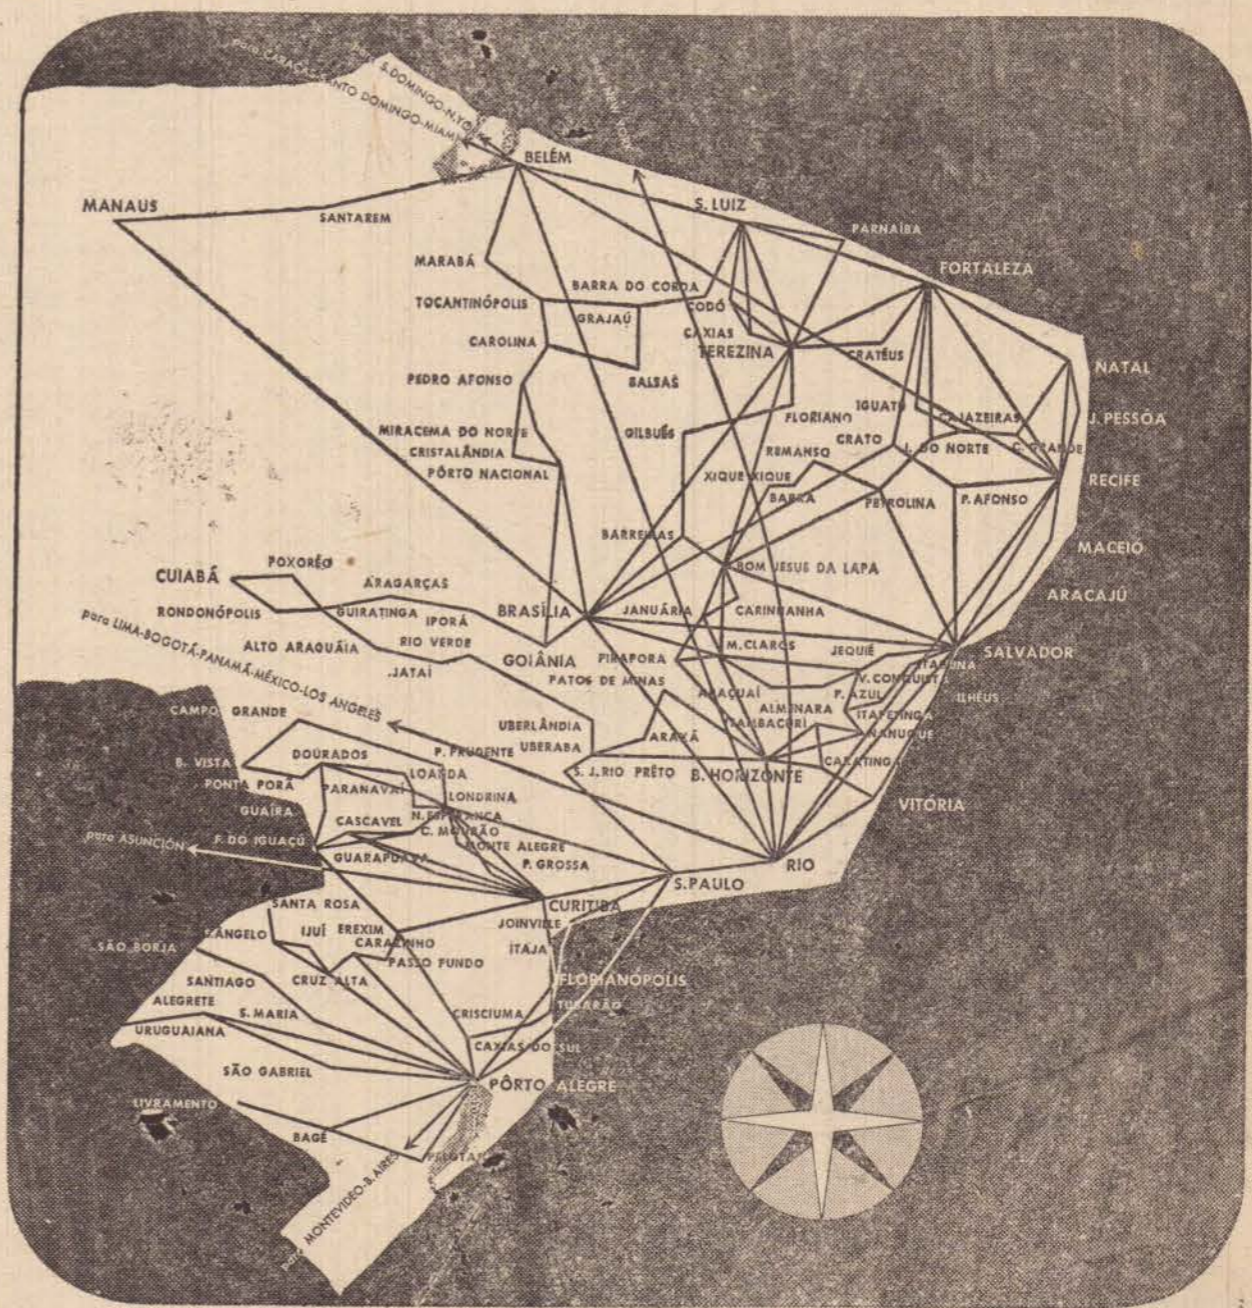 para S. DOMINGO-N. YORK
para CARACAS-SANTO DOMINGO-MIAMI
BELÉM
MANAUS
SANTAREM
S. LUIZ
PARNAÍBA
FORTALEZA
MARABÁ
BARRA DO CORDA
TOCANTINÓPOLIS
GRAJAÚ
CODÓ
CAXIAS
TEREZINA
CRATÉUS
CAROLINA
BALSAS
NATAL
PEDRO AFONSO
FLORIANO
IGUATU
CAJAZEIRAS
J. PESSÔA
MIRACEMA DO NORTE
GILBUÉS
CRATO
J. DO NORTE
C. GRANDE
CRISTALÂNDIA
REMANSO
PÔRTO NACIONAL
XIQUE XIQUE
RECIFE
BARRA
PETROLINA
P. AFONSO
BARREIRAS
MACEIÓ
POXORÉO
CUIABÁ
BOM JESUS DA LAPA
ARAGARÇAS
ARACAJÚ
RONDONÓPOLIS
GUIRATINGA
IPORÁ
BRASÍLIA
JANUÁRIA
CARINHANHA
para LIMA-BOGOTÁ-PANAMÁ-MÉXICO-LOS ANGELES
ALTO ARAGUÁIA
RIO VERDE
GOIÂNIA
PIRAPORA
M. CLAROS
JEQUIÉ
SALVADOR
ITABUNA
JATAÍ
PATOS DE MINAS
V. CONQUISTA
ARAÇUAÍ
P. AZUL
ILHÉUS
CAMPO GRANDE
ALMENARA
ITAPETINGA
UBERLÂNDIA
ITAMBACURI
NANUQUE
ARAXÁ
P. PRUDENTE
UBERABA
B. VISTA
DOURADOS
S. J. RIO PRÊTO
B. HORIZONTE
CARATINGA
LOANDA
PONTA PORÃ
PARANAVAÍ
LONDRINA
VITÓRIA
GUAÍRA
N. ESPERANÇA
CASCAVEL
C. MOURÃO
para ASUNCIÓN
F. DO IGUAÇÚ
MONTE ALEGRE
GUARAPUAVA
P. GROSSA
RIO
S. PAULO
SANTA ROSA
CURITIBA
S. ÂNGELO
IJUÍ
EREXIM
JOINVILLE
SÃO BORJA
CARAZINHO
ITAJAÍ
PASSO FUNDO
SANTIAGO
CRUZ ALTA
FLORIANÓPOLIS
ALEGRETE
TUBARÃO
S. MARIA
CRISCIUMA
URUGUAIANA
CAXIAS DO SUL
SÃO GABRIEL
PÔRTO ALEGRE
LIVRAMENTO
BAGÉ
PELOTAS
para MONTEVIDÉO-B. AIRES